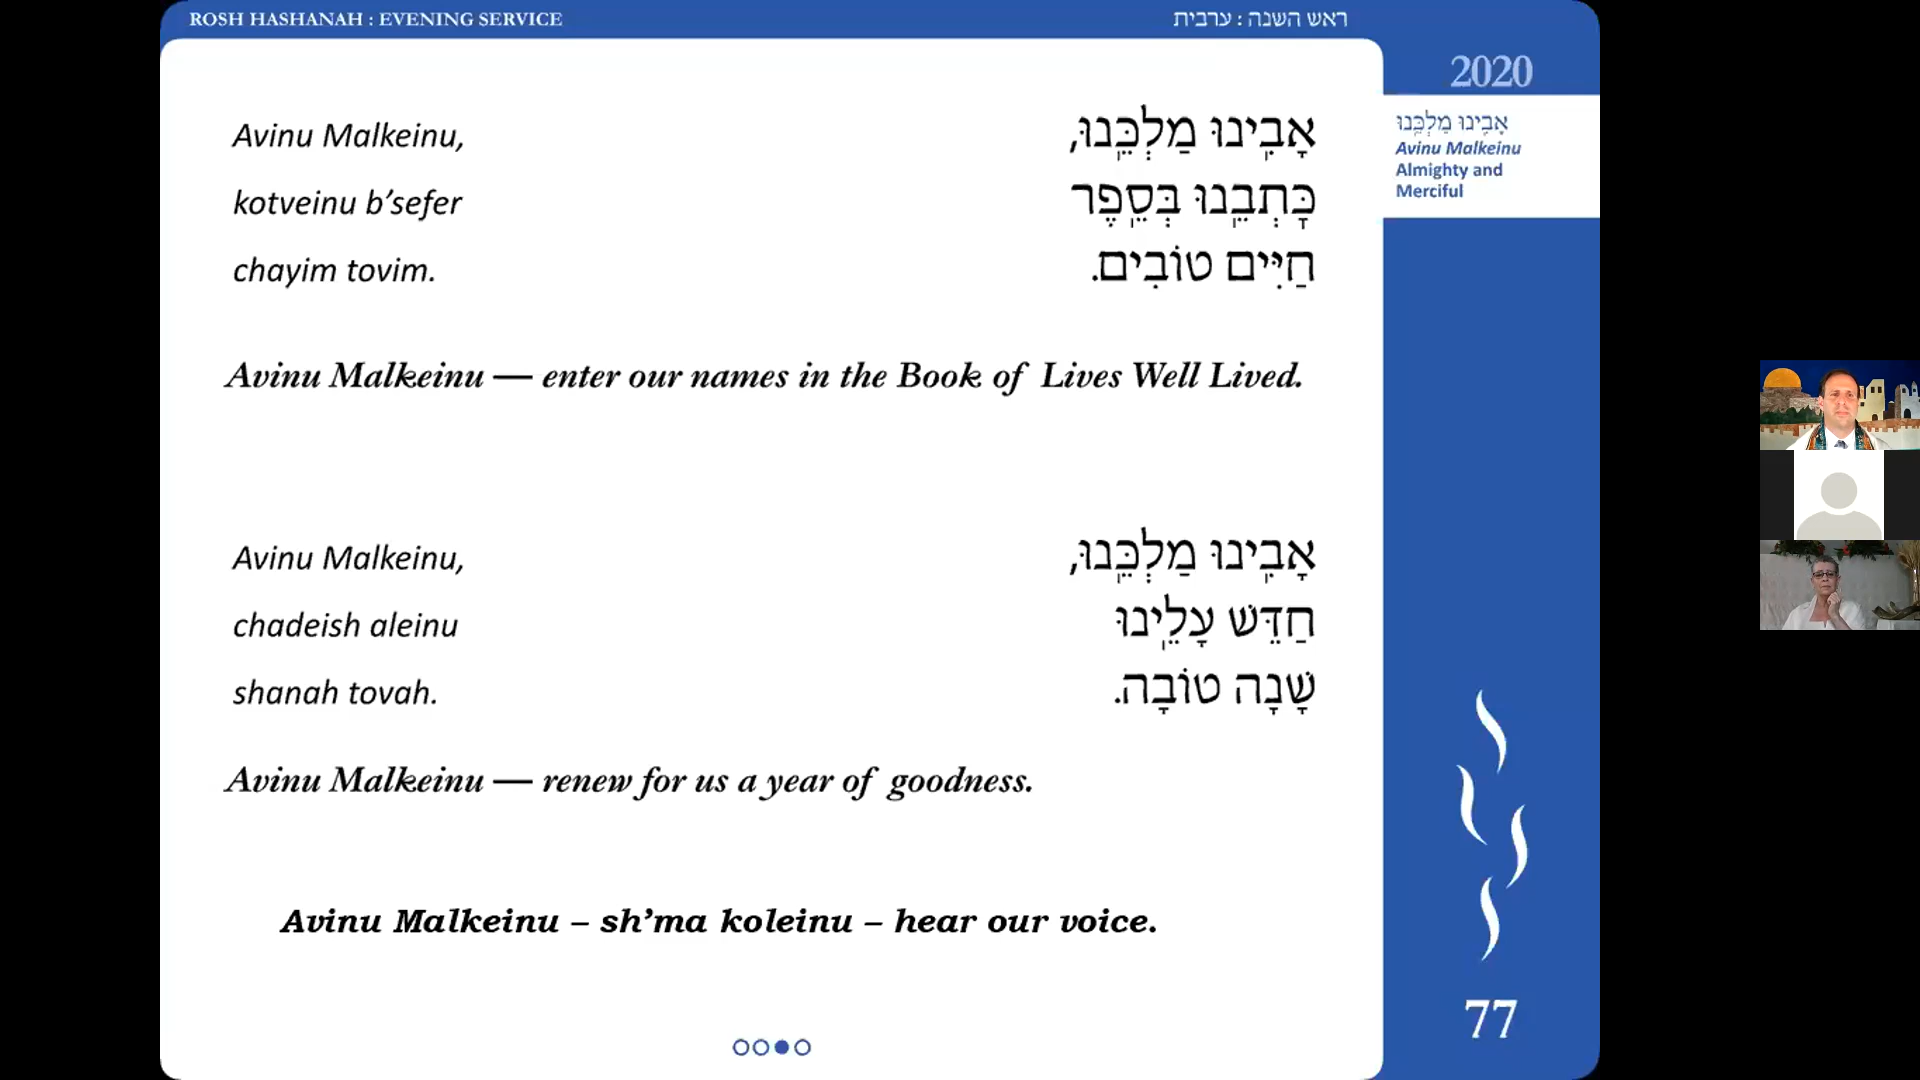 ROSH HASHANAH : EVENING SERVICE
ראש השנה : ערבית
2020
אָבִֽינוּ מַלְכֵּֽנוּ
Avinu Malkeinu
Almighty and
Merciful
Avinu Malkeinu,
אָבִֽינוּ מַלְכֵּֽנוּ,
kotveinu b’sefer
כׇּתְבֵֽנוּ בְּסֵֽפֶר
chayim tovim.
חַיִּים טוֹבִים.
Avinu Malkeinu — enter our names in the Book of Lives Well Lived.
Avinu Malkeinu,
אָבִֽינוּ מַלְכֵּֽנוּ,
chadeish aleinu
חַדֵּשׁ עָלֵֽינוּ
shanah tovah.
שָׁנָה טוֹבָה.
Avinu Malkeinu — renew for us a year of goodness.
Avinu Malkeinu – sh’ma koleinu – hear our voice.
77